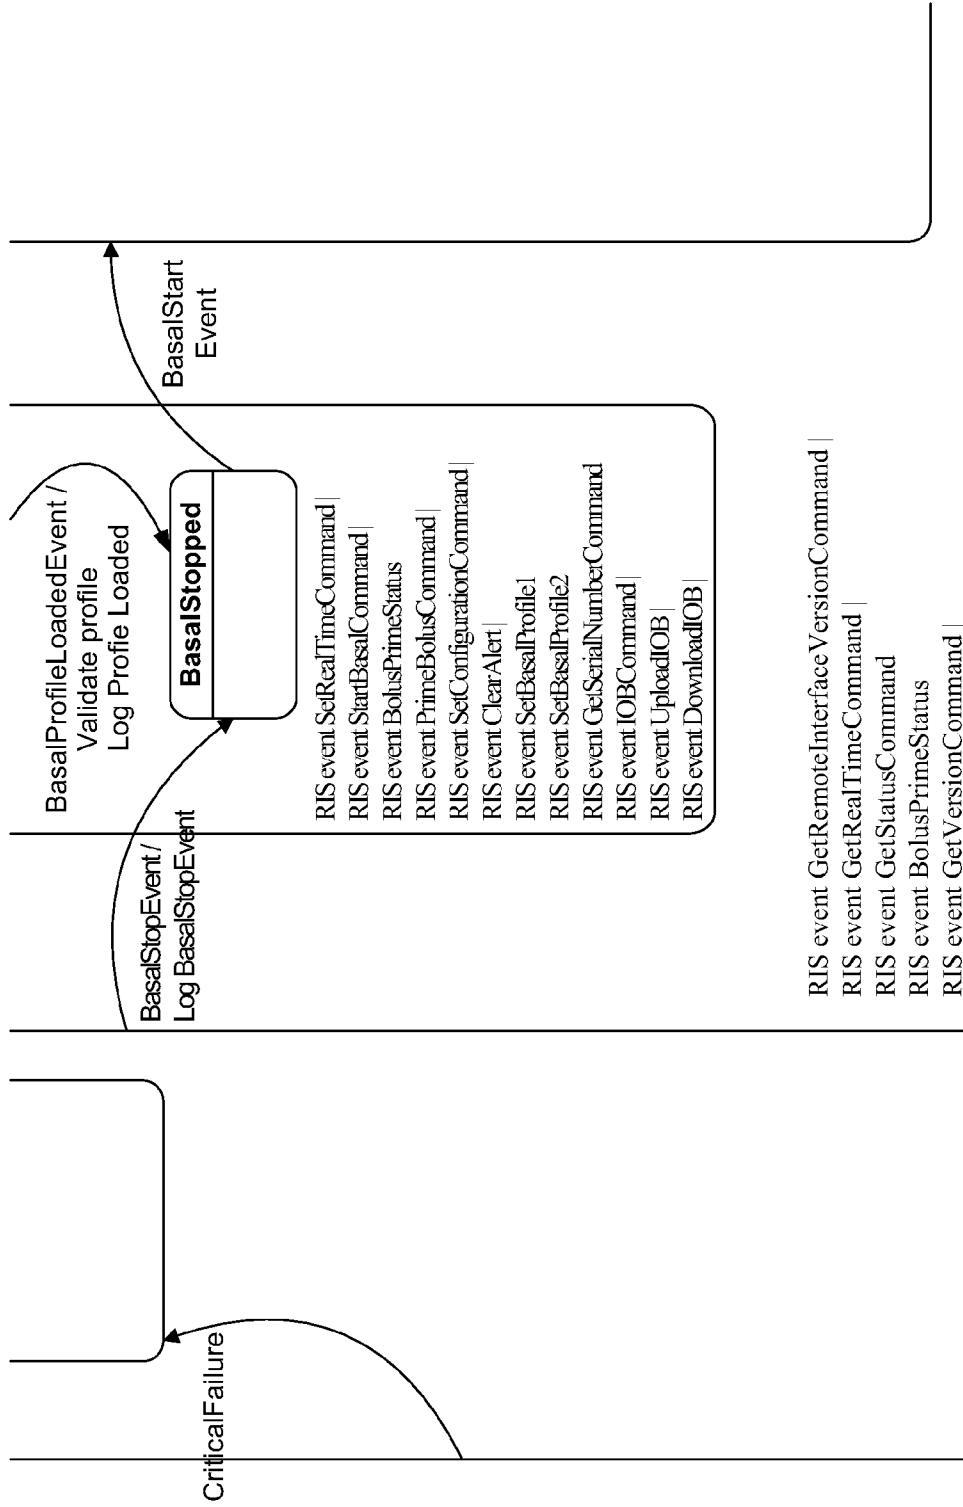 BasalProfileLoadedEvent /
Validate profile
Log Profie Loaded
BasalStart
Event
BasalStopped
BasalStopEvent /
Log BasalStopEvent
RIS event SetRealTimeCommand |
RIS event StartBasalCommand |
RIS event BolusPrimeStatus
RIS event PrimeBolusCommand |
RIS event SetConfigurationCommand |
RIS event ClearAlert |
RIS event SetBasalProfile1
RIS event SetBasalProfile2
RIS event GetSerialNumberCommand
RIS event IOBCommand |
RIS event UploadIOB |
RIS event DownloadIOB |
CriticalFailure
RIS event GetRemoteInterfaceVersionCommand |
RIS event GetRealTimeCommand |
RIS event GetStatusCommand
RIS event BolusPrimeStatus
RIS event GetVersionCommand |